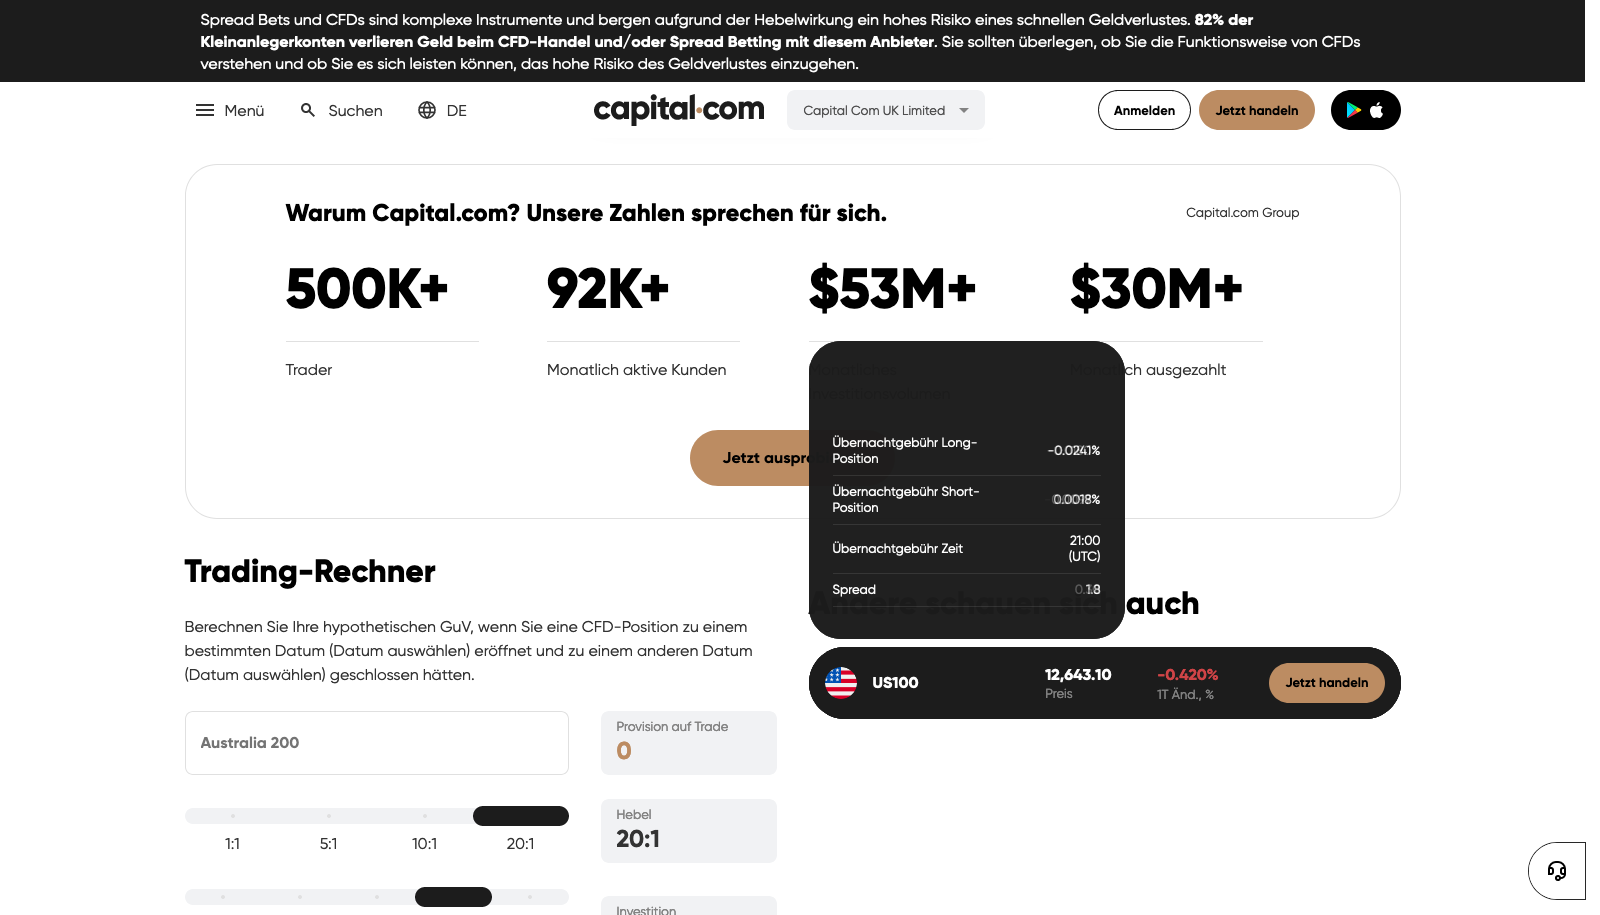 Spread Bets und CFDs sind komplexe Instrumente und bergen aufgrund der Hebelwirkung ein hohes Risiko eines schnellen Geldverlustes. 82% der
Kleinanlegerkonten verlieren Geld beim CFD-Handel und/oder Spread Betting mit diesem Anbieter. Sie sollten überlegen, ob Sie die Funktionsweise von CFDs
verstehen und ob Sie es sich leisten können, das hohe Risiko des Geldverlustes einzugehen.
Menü
Suchen
DE
capital.com
Capital Com UK Limited
Anmelden
Jetzt handeln
Warum Capital.com? Unsere Zahlen sprechen für sich.
Capital.com Group
500K+
92K+
$53M+
$30M+
Trader
Monatlich aktive Kunden
Monatlich ausgezahlt
Jetzt
Übernachtgebühr Long-
Position
-0.0241%
Übernachtgebühr Short-
Position
0.0018%
Übernachtgebühr Zeit
21:00
(UTC)
Spread
1.8
Trading-Rechner
Berechnen Sie Ihre hypothetischen GuV, wenn Sie eine CFD-Position zu einem
bestimmten Datum (Datum auswählen) eröffnet und zu einem anderen Datum
(Datum auswählen) geschlossen hätten.
Andere schauen sich auch
US100
12,643.10
Preis
-0.420%
1T Änd., %
Jetzt handeln
Australia 200
Provision auf Trade
0
1:1
5:1
10:1
20:1
Hebel
20:1
Investition